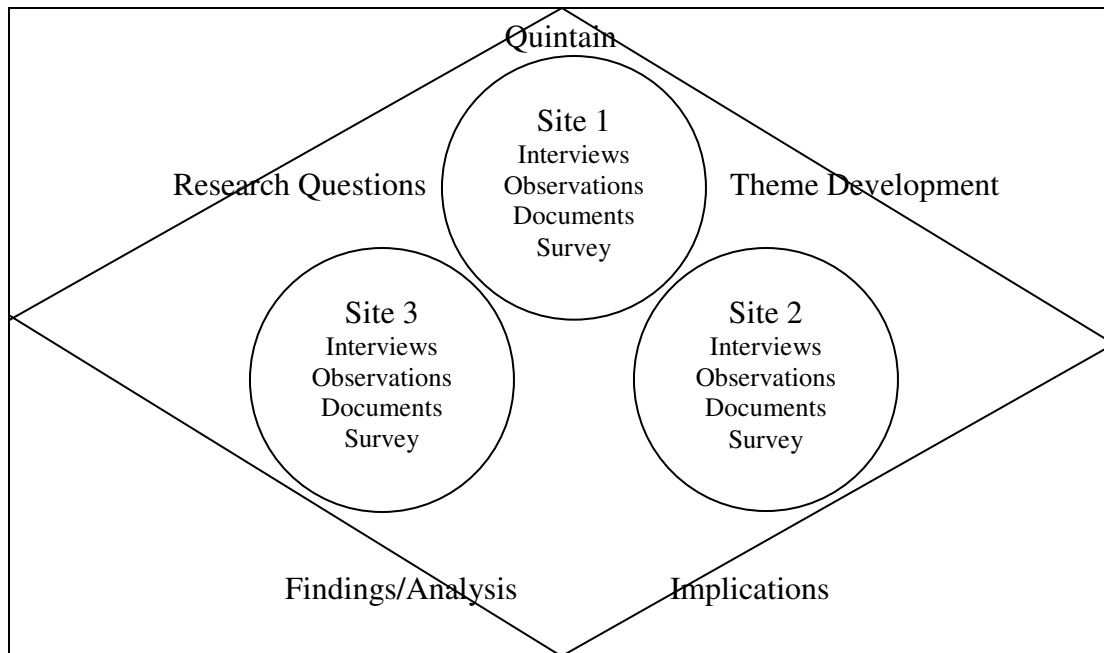 Quintain
Site 1
Interviews
Observations
Documents
Survey
Research Questions
Theme Development
Site 3
Interviews
Observations
Documents
Survey
Site 2
Interviews
Observations
Documents
Survey
Findings/Analysis
Implications